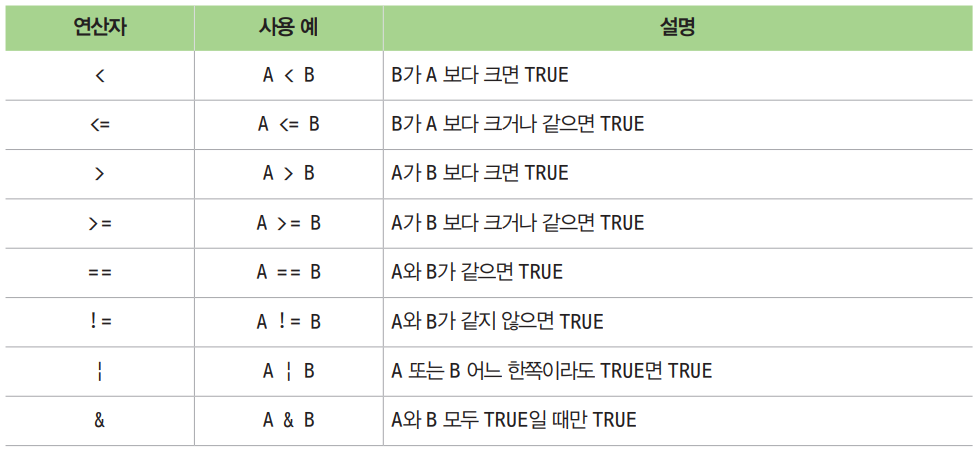 연산자 사용 예 설명
< A < B B가 A 보다 크면 TRUE
<= A <= B B가 A 보다 크거나 같으면 TRUE
> A > B A가 B 보다 크면 TRUE
>= A >= B A가 B 보다 크거나 같으면 TRUE
== A == B A와 B가 같으면 TRUE
!= A != B A와 B가 같지 않으면 TRUE
¦ A ¦ B A 또는 B 어느 한쪽이라도 TRUE면 TRUE
& A & B A와 B 모두 TRUE일 때만 TRUE